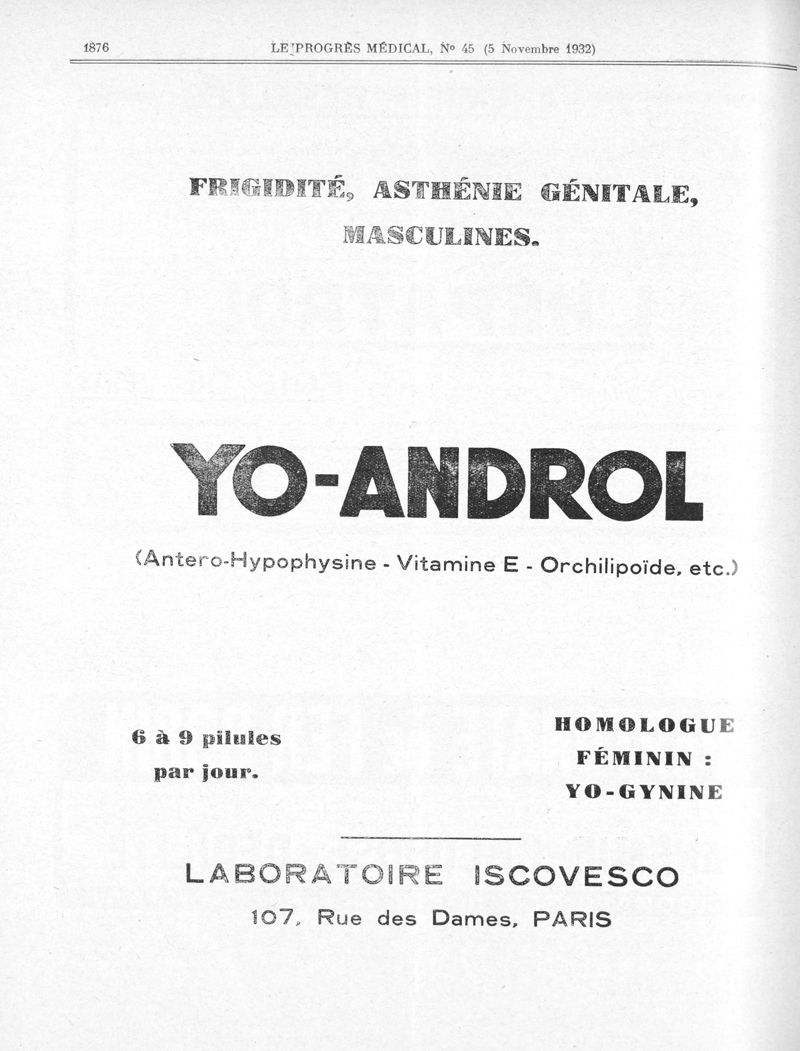 1876
LE PROGRÈS MÉDICAL, Nº 45 (5 Novembre 1932)
FRIGIDITÉ, ASTHÉNIE GÉNITALE,
MASCULINES.
YO-ANDROL
(Antero-Hypophysine - Vitamine E - Orchilipoïde, etc.)
6 à 9 pilules
par jour.
HOMOLOGUE
FÉMININ :
YO-GYNINE
LABORATOIRE ISCOVESCO
107, Rue des Dames, PARIS